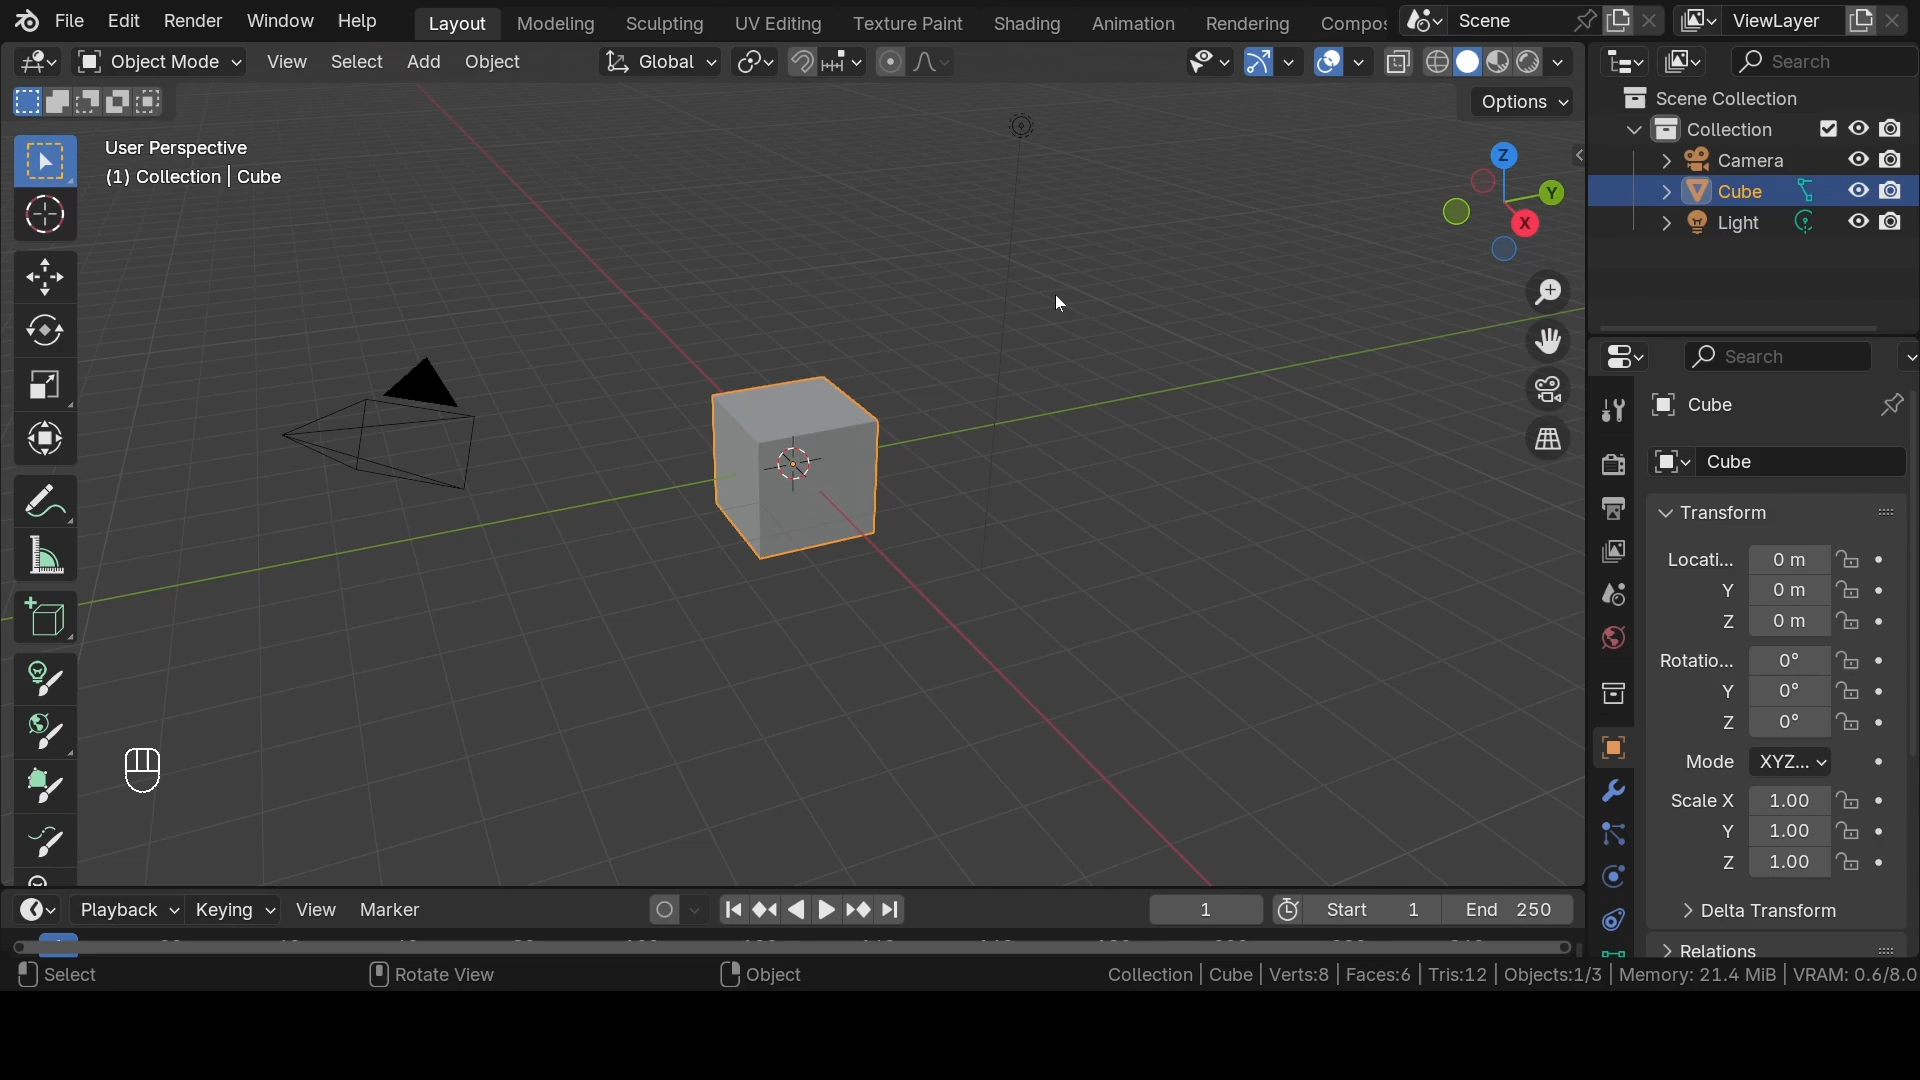 File Edit Render Window Help Layout Modeling Sculpting UV Editing Texture Paint Shading Animation Rendering Compos Scene ViewLayer
Object Mode View Select Add Object Global Search
Options
User Perspective
(1) Collection | Cube
Z
Y
X
Scene Collection
Collection
Camera
Cube
Light
Search
Cube
Cube
Transform
Locati... 0 m
Y 0 m
Z 0 m
Rotatio... 0°
Y 0°
Z 0°
Mode XYZ...
Scale X 1.00
Y 1.00
Z 1.00
Delta Transform
Relations
Playback Keying View Marker 1 Start 1 End 250
Select Rotate View Object Collection | Cube | Verts:8 | Faces:6 | Tris:12 | Objects:1/3 | Memory: 21.4 MiB | VRAM: 0.6/8.0